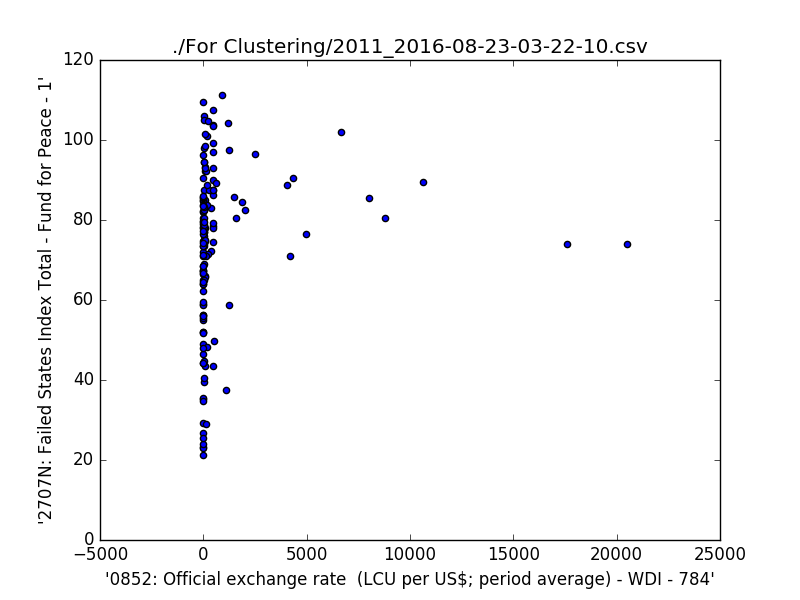 ./For Clustering/2011_2016-08-23-03-22-10.csv
120
100
80
60
40
20
0
'2707N: Failed States Index Total - Fund for Peace - 1'
−5000 0 5000 10000 15000 20000 25000
'0852: Official exchange rate  (LCU per US$; period average) - WDI - 784'